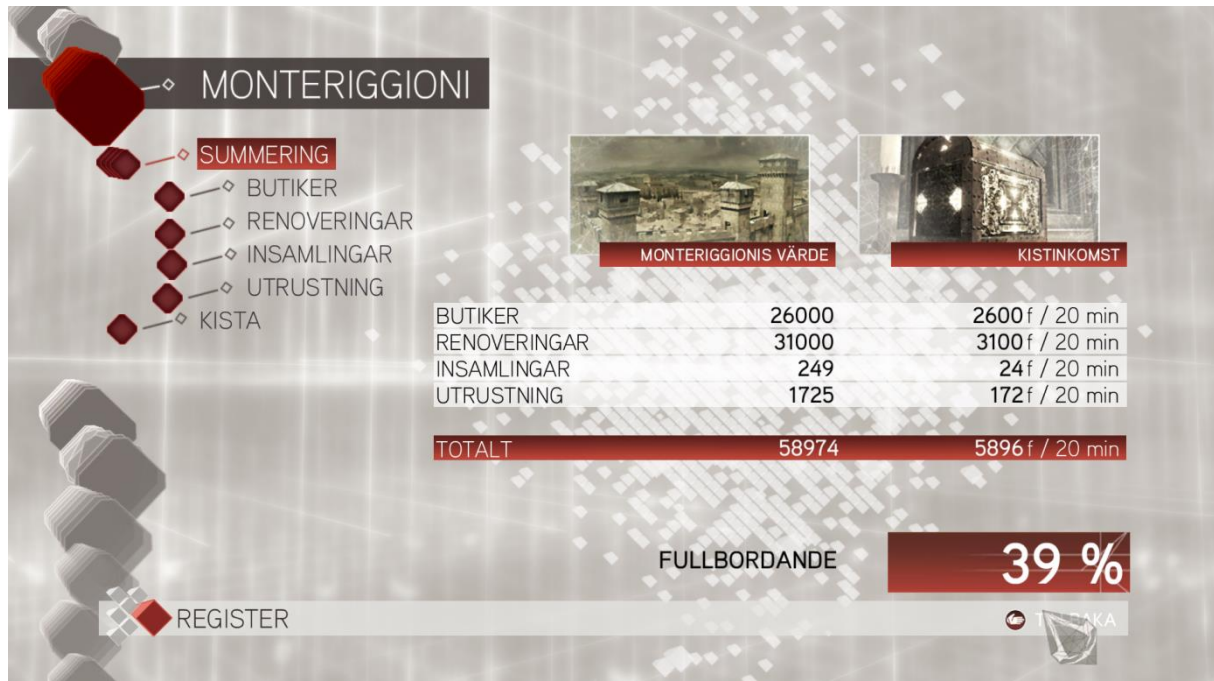 MONTERIGGIONI
SUMMERING
BUTIKER
RENOVERINGAR
INSAMLINGAR
UTRUSTNING
KISTA
MONTERIGGIONIS VÄRDE KISTINKOMST
BUTIKER 26000 2600 f / 20 min
RENOVERINGAR 31000 3100 f / 20 min
INSAMLINGAR 249 24 f / 20 min
UTRUSTNING 1725 172 f / 20 min
TOTALT 58974 5896 f / 20 min
FULLBORDANDE 39 %
REGISTER